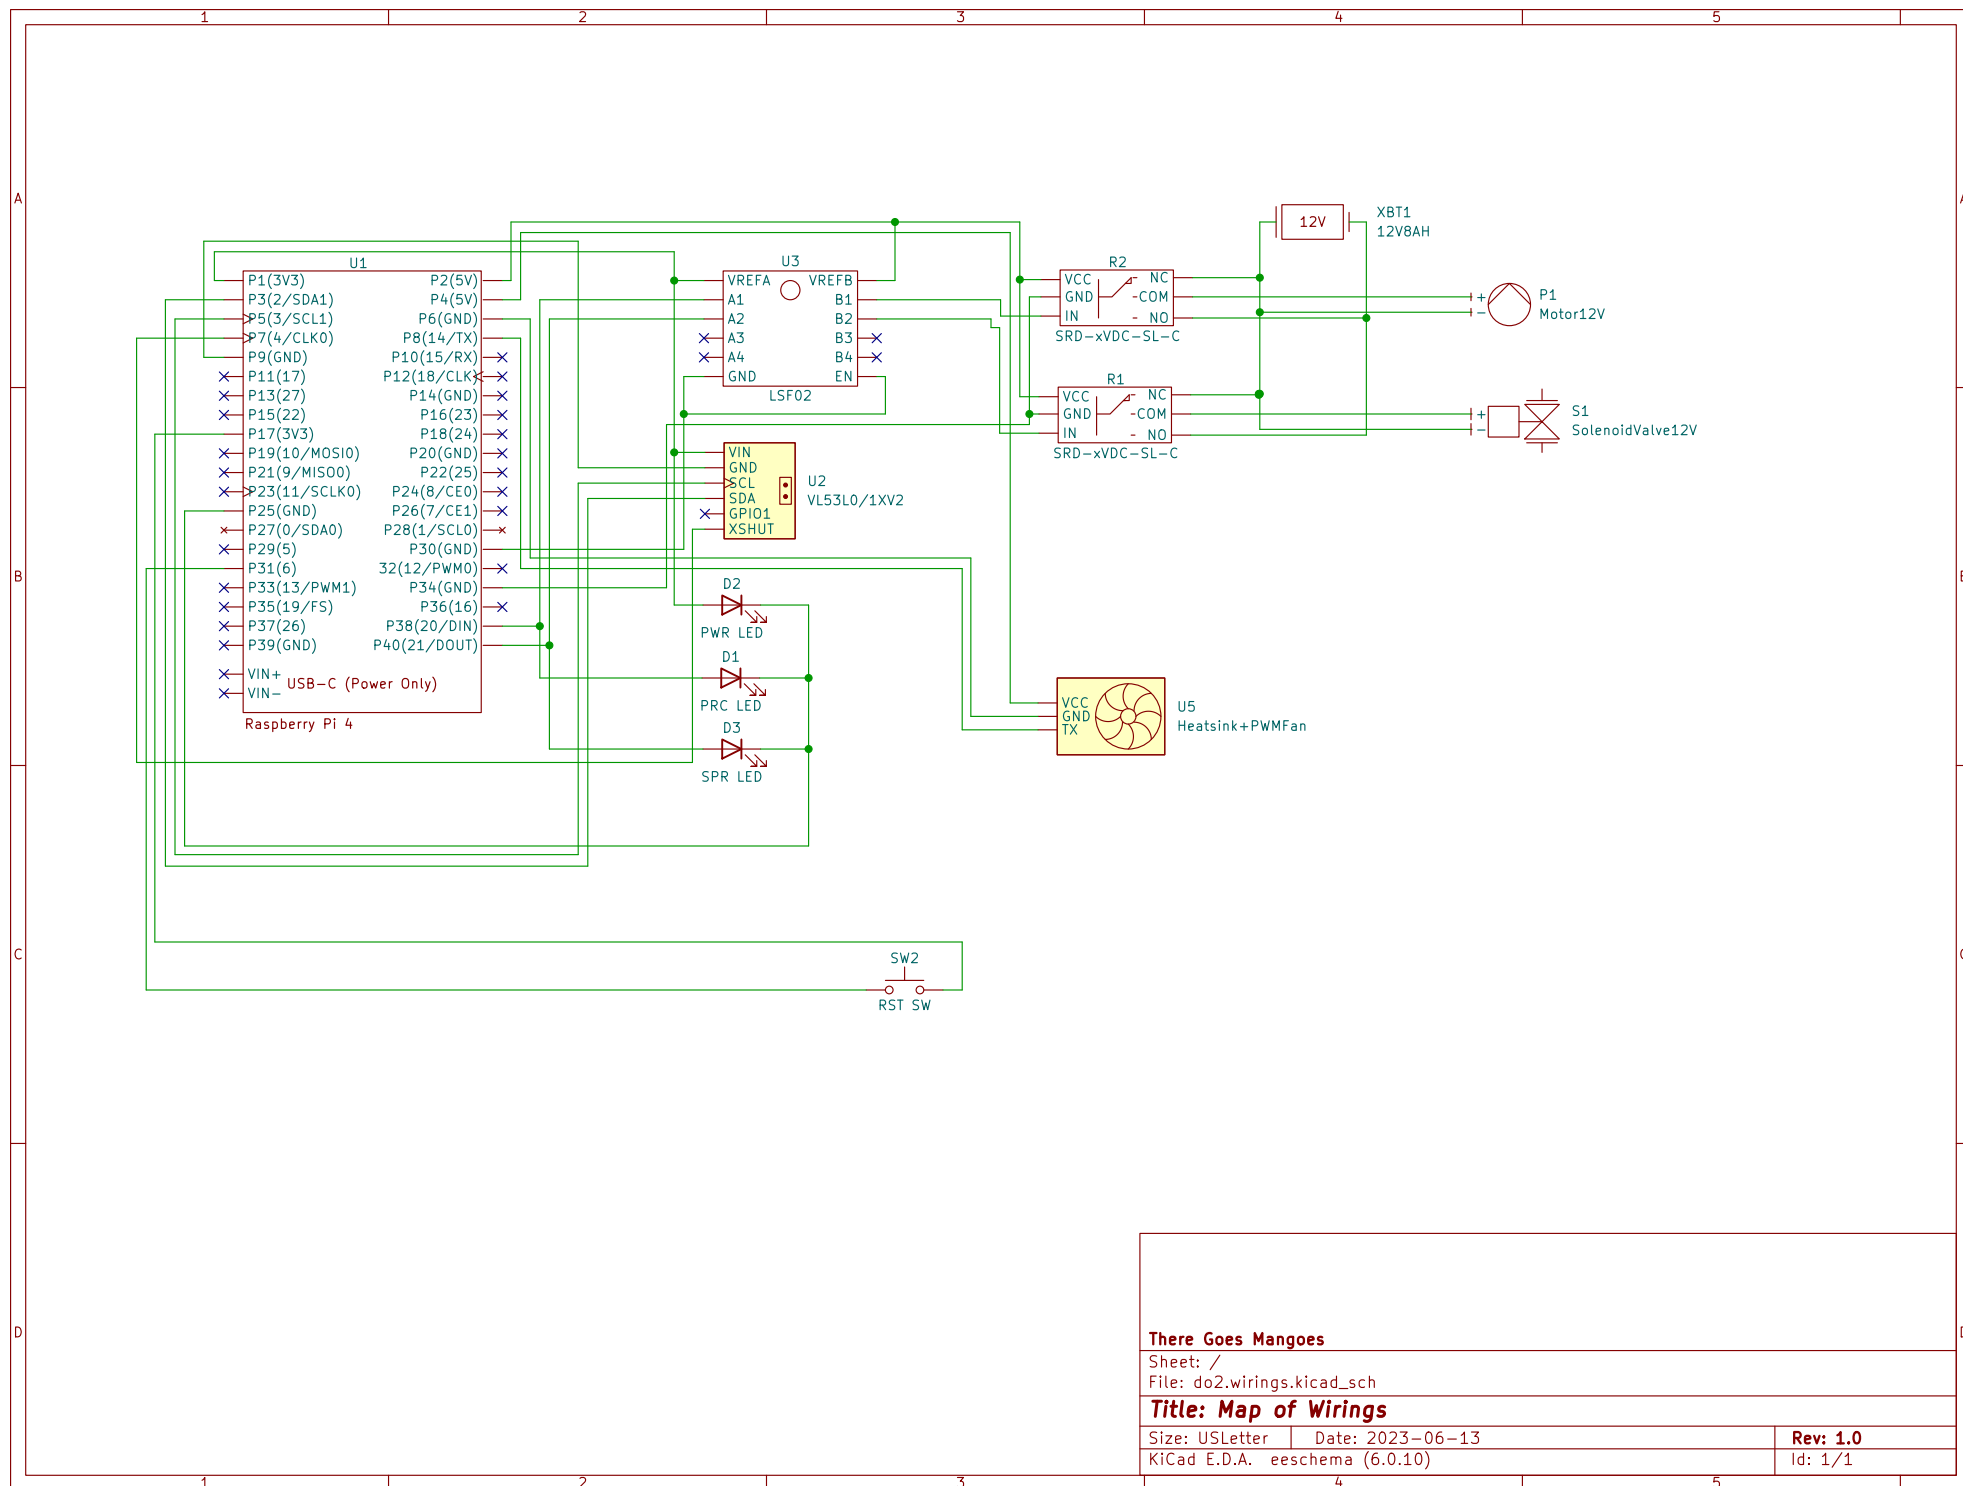 1 2 3 4 5
A
B
C
D
U1
P1(3V3)
P3(2/SDA1)
P5(3/SCL1)
P7(4/CLK0)
P9(GND)
P11(17)
P13(27)
P15(22)
P17(3V3)
P19(10/MOSI0)
P21(9/MISO0)
P23(11/SCLK0)
P25(GND)
P27(0/SDA0)
P29(5)
P31(6)
P33(13/PWM1)
P35(19/FS)
P37(26)
P39(GND)
VIN+
VIN-
USB-C (Power Only)
P2(5V)
P4(5V)
P6(GND)
P8(14/TX)
P10(15/RX)
P12(18/CLK)
P14(GND)
P16(23)
P18(24)
P20(GND)
P22(25)
P24(8/CE0)
P26(7/CE1)
P28(1/SCL0)
P30(GND)
32(12/PWM0)
P34(GND)
P36(16)
P38(20/DIN)
P40(21/DOUT)
Raspberry Pi 4
U3
VREFA VREFB
A1 B1
A2 B2
A3 B3
A4 B4
GND EN
LSF02
VIN
GND
SCL
SDA
GPIO1
XSHUT
U2
VL53L0/1XV2
D2
PWR LED
D1
PRC LED
D3
SPR LED
SW2
RST SW
R2
VCC NC
GND -COM
IN - NO
SRD-xVDC-SL-C
R1
VCC NC
GND -COM
IN - NO
SRD-xVDC-SL-C
12V
XBT1
12V8AH
+
-
P1
Motor12V
+
-
S1
SolenoidValve12V
VCC
GND
TX
U5
Heatsink+PWMFan
There Goes Mangoes
Sheet: /
File: do2.wirings.kicad_sch
Title: Map of Wirings
Size: USLetter Date: 2023-06-13 Rev: 1.0
KiCad E.D.A. eeschema (6.0.10) Id: 1/1
1 2 3 4 5